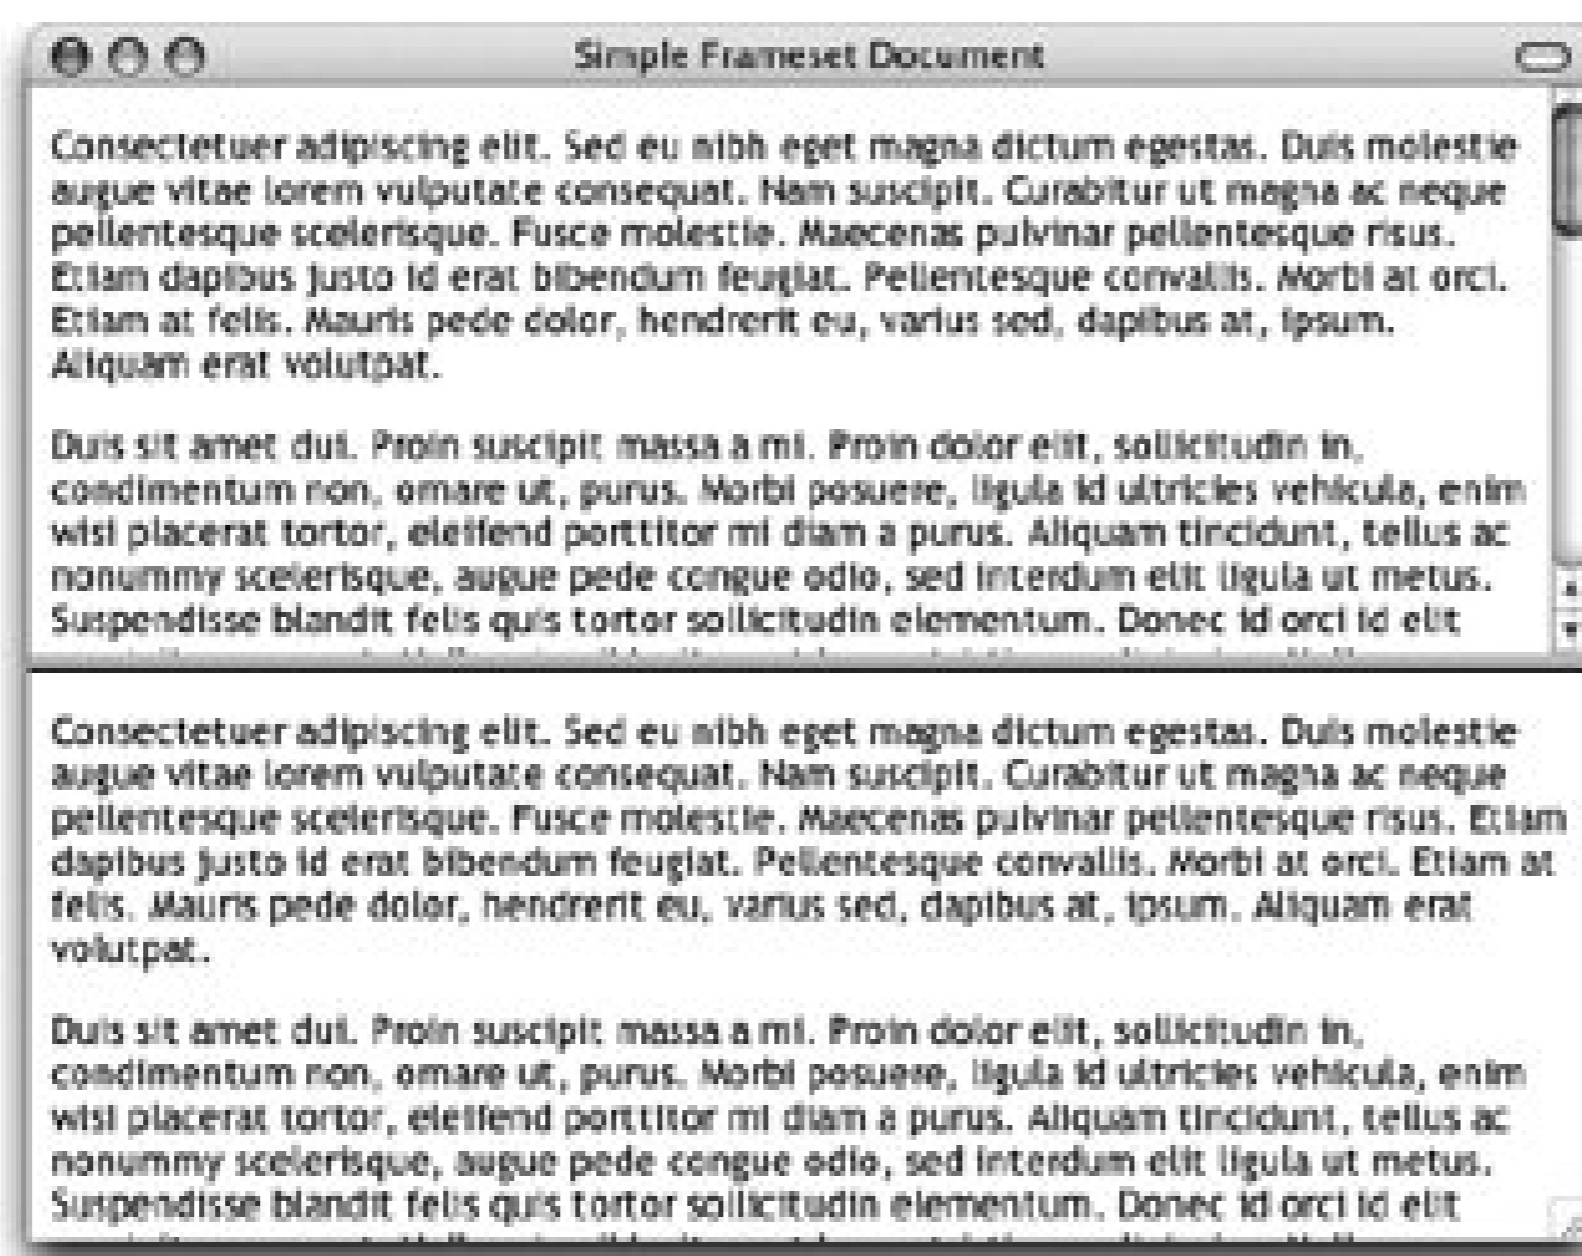 Simple Frameset Document
Consectetuer adipiscing elit. Sed eu nibh eget magna dictum egestas. Duis molestie
augue vitae lorem vulputate consequat. Nam suscipit. Curabitur ut magna ac neque
pellentesque scelerisque. Fusce molestie. Maecenas pulvinar pellentesque risus.
Etiam dapibus justo id erat bibendum feugiat. Pellentesque convallis. Morbi at orci.
Etiam at felis. Mauris pede dolor, hendrerit eu, varius sed, dapibus at, ipsum.
Aliquam erat volutpat.
Duis sit amet dui. Proin suscipit massa a mi. Proin dolor elit, sollicitudin in,
condimentum non, ornare ut, purus. Morbi posuere, ligula id ultricies vehicula, enim
wisi placerat tortor, eleifend porttitor mi diam a purus. Aliquam tincidunt, tellus ac
nonummy scelerisque, augue pede congue odio, sed interdum elit ligula ut metus.
Suspendisse blandit felis quis tortor sollicitudin elementum. Donec id orci id elit
Consectetuer adipiscing elit. Sed eu nibh eget magna dictum egestas. Duis molestie
augue vitae lorem vulputate consequat. Nam suscipit. Curabitur ut magna ac neque
pellentesque scelerisque. Fusce molestie. Maecenas pulvinar pellentesque risus. Etiam
dapibus justo id erat bibendum feugiat. Pellentesque convallis. Morbi at orci. Etiam at
felis. Mauris pede dolor, hendrerit eu, varius sed, dapibus at, ipsum. Aliquam erat
volutpat.
Duis sit amet dui. Proin suscipit massa a mi. Proin dolor elit, sollicitudin in,
condimentum non, ornare ut, purus. Morbi posuere, ligula id ultricies vehicula, enim
wisi placerat tortor, eleifend porttitor mi diam a purus. Aliquam tincidunt, tellus ac
nonummy scelerisque, augue pede congue odio, sed interdum elit ligula ut metus.
Suspendisse blandit felis quis tortor sollicitudin elementum. Donec id orci id elit